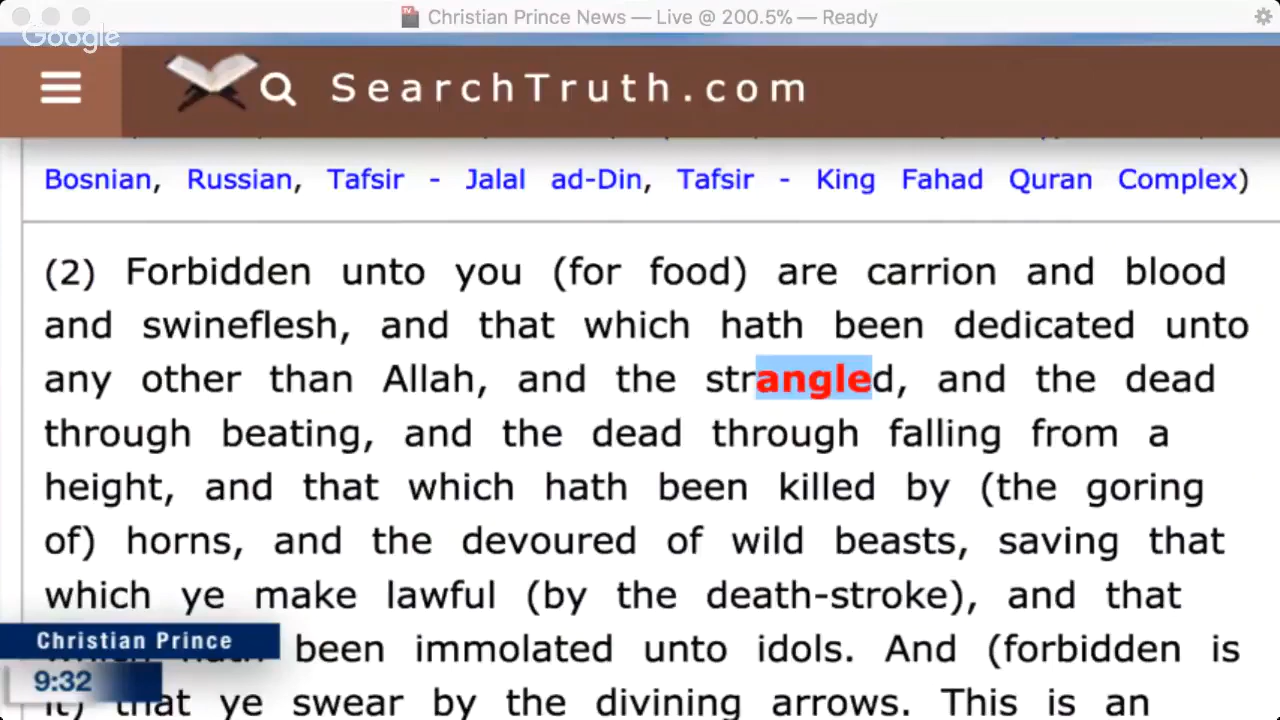 Christian Prince News — Live @ 200.5% — Ready
Google
SearchTruth.com
Bosnian, Russian, Tafsir - Jalal ad-Din, Tafsir - King Fahad Quran Complex)
(2) Forbidden unto you (for food) are carrion and blood
and swineflesh, and that which hath been dedicated unto
any other than Allah, and the strangled, and the dead
through beating, and the dead through falling from a
height, and that which hath been killed by (the goring
of) horns, and the devoured of wild beasts, saving that
which ye make lawful (by the death-stroke), and that
which hath been immolated unto idols. And (forbidden is
it) that ye swear by the divining arrows. This is an
Christian Prince
9:32